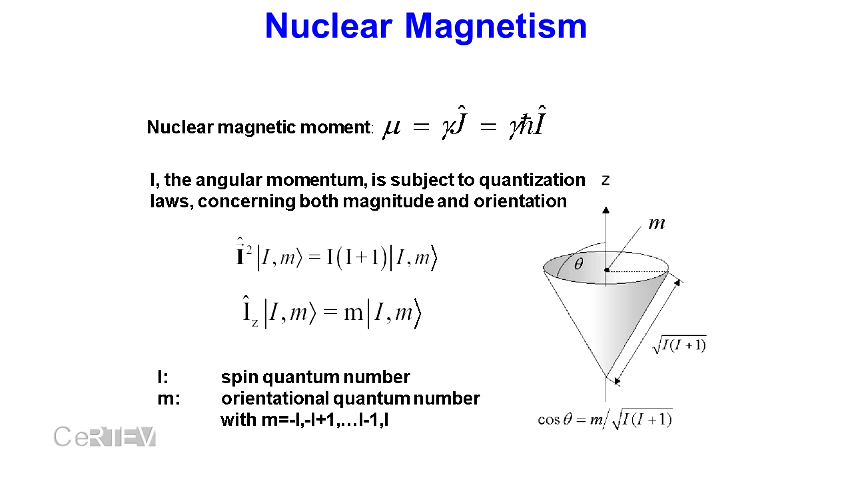 Nuclear Magnetism
Nuclear magnetic moment: μ = γĴ = γħÎ
I, the angular momentum, is subject to quantization
laws, concerning both magnitude and orientation
Î²|I,m⟩ = I(I+1)|I,m⟩
Î_z|I,m⟩ = m|I,m⟩
z
m
θ
√I(I+1)
cos θ = m/√I(I+1)
I: spin quantum number
m: orientational quantum number
with m=-I,-I+1,...I-1,I
CeRTEV